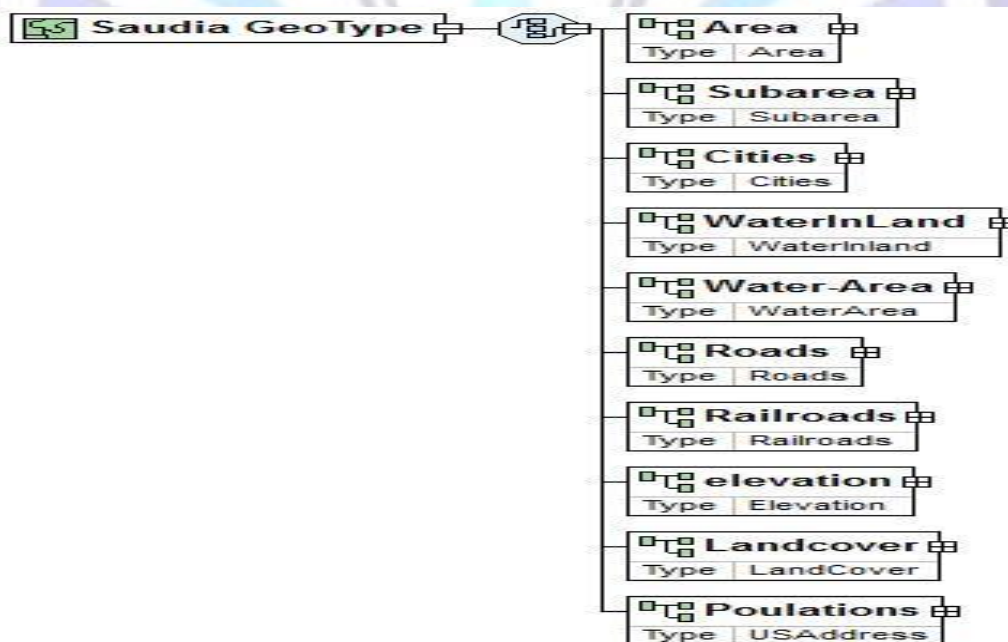 Saudia GeoType
Area
Type Area
Subarea
Type Subarea
Cities
Type Cities
WaterInLand
Type WaterInland
Water-Area
Type WaterArea
Roads
Type Roads
Railroads
Type Railroads
elevation
Type Elevation
Landcover
Type LandCover
Poulations
Type USAddress